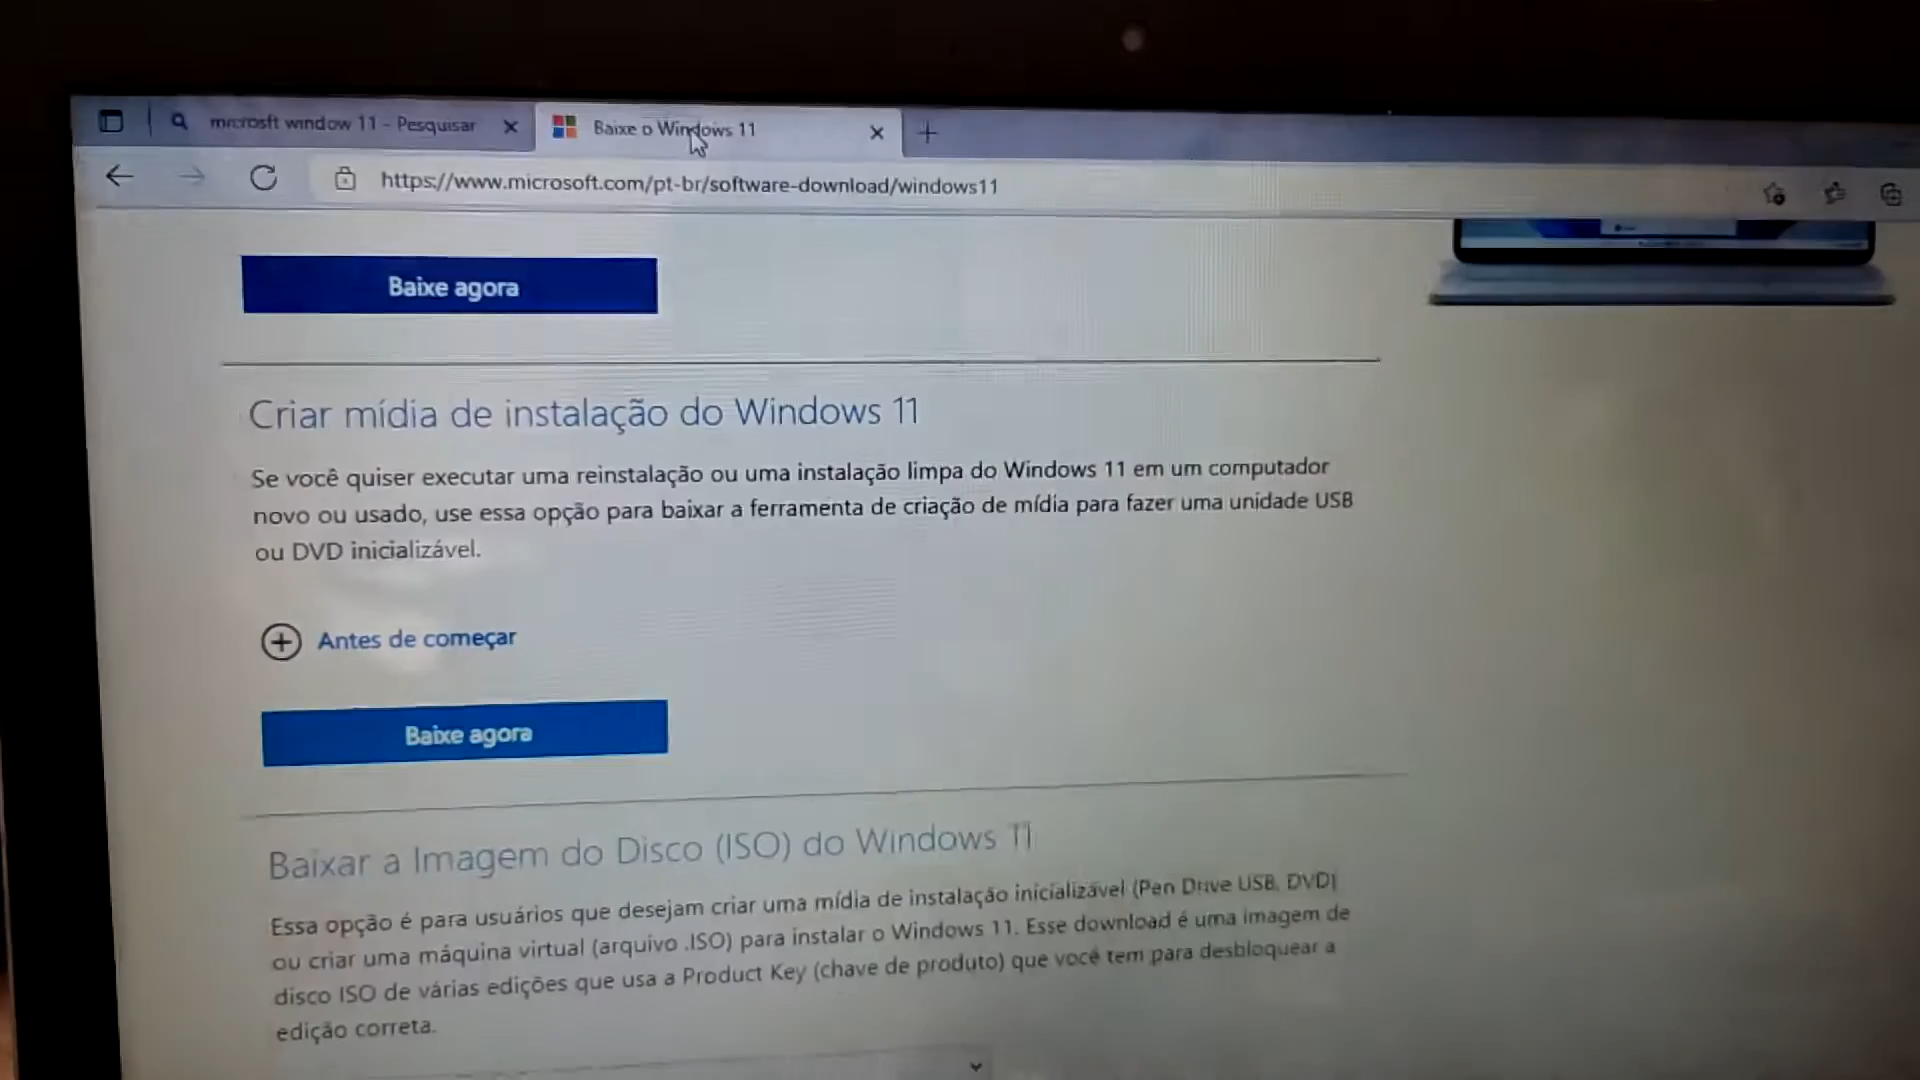 microsft window 11 - Pesquisar
Baixe o Windows 11
https://www.microsoft.com/pt-br/software-download/windows11
Baixe agora
Criar mídia de instalação do Windows 11
Se você quiser executar uma reinstalação ou uma instalação limpa do Windows 11 em um computador
novo ou usado, use essa opção para baixar a ferramenta de criação de mídia para fazer uma unidade USB
ou DVD inicializável.
Antes de começar
Baixe agora
Baixar a Imagem do Disco (ISO) do Windows 11
Essa opção é para usuários que desejam criar uma mídia de instalação inicializável (Pen Drive USB, DVD)
ou criar uma máquina virtual (arquivo .ISO) para instalar o Windows 11. Esse download é uma imagem de
disco ISO de várias edições que usa a Product Key (chave de produto) que você tem para desbloquear a
edição correta.